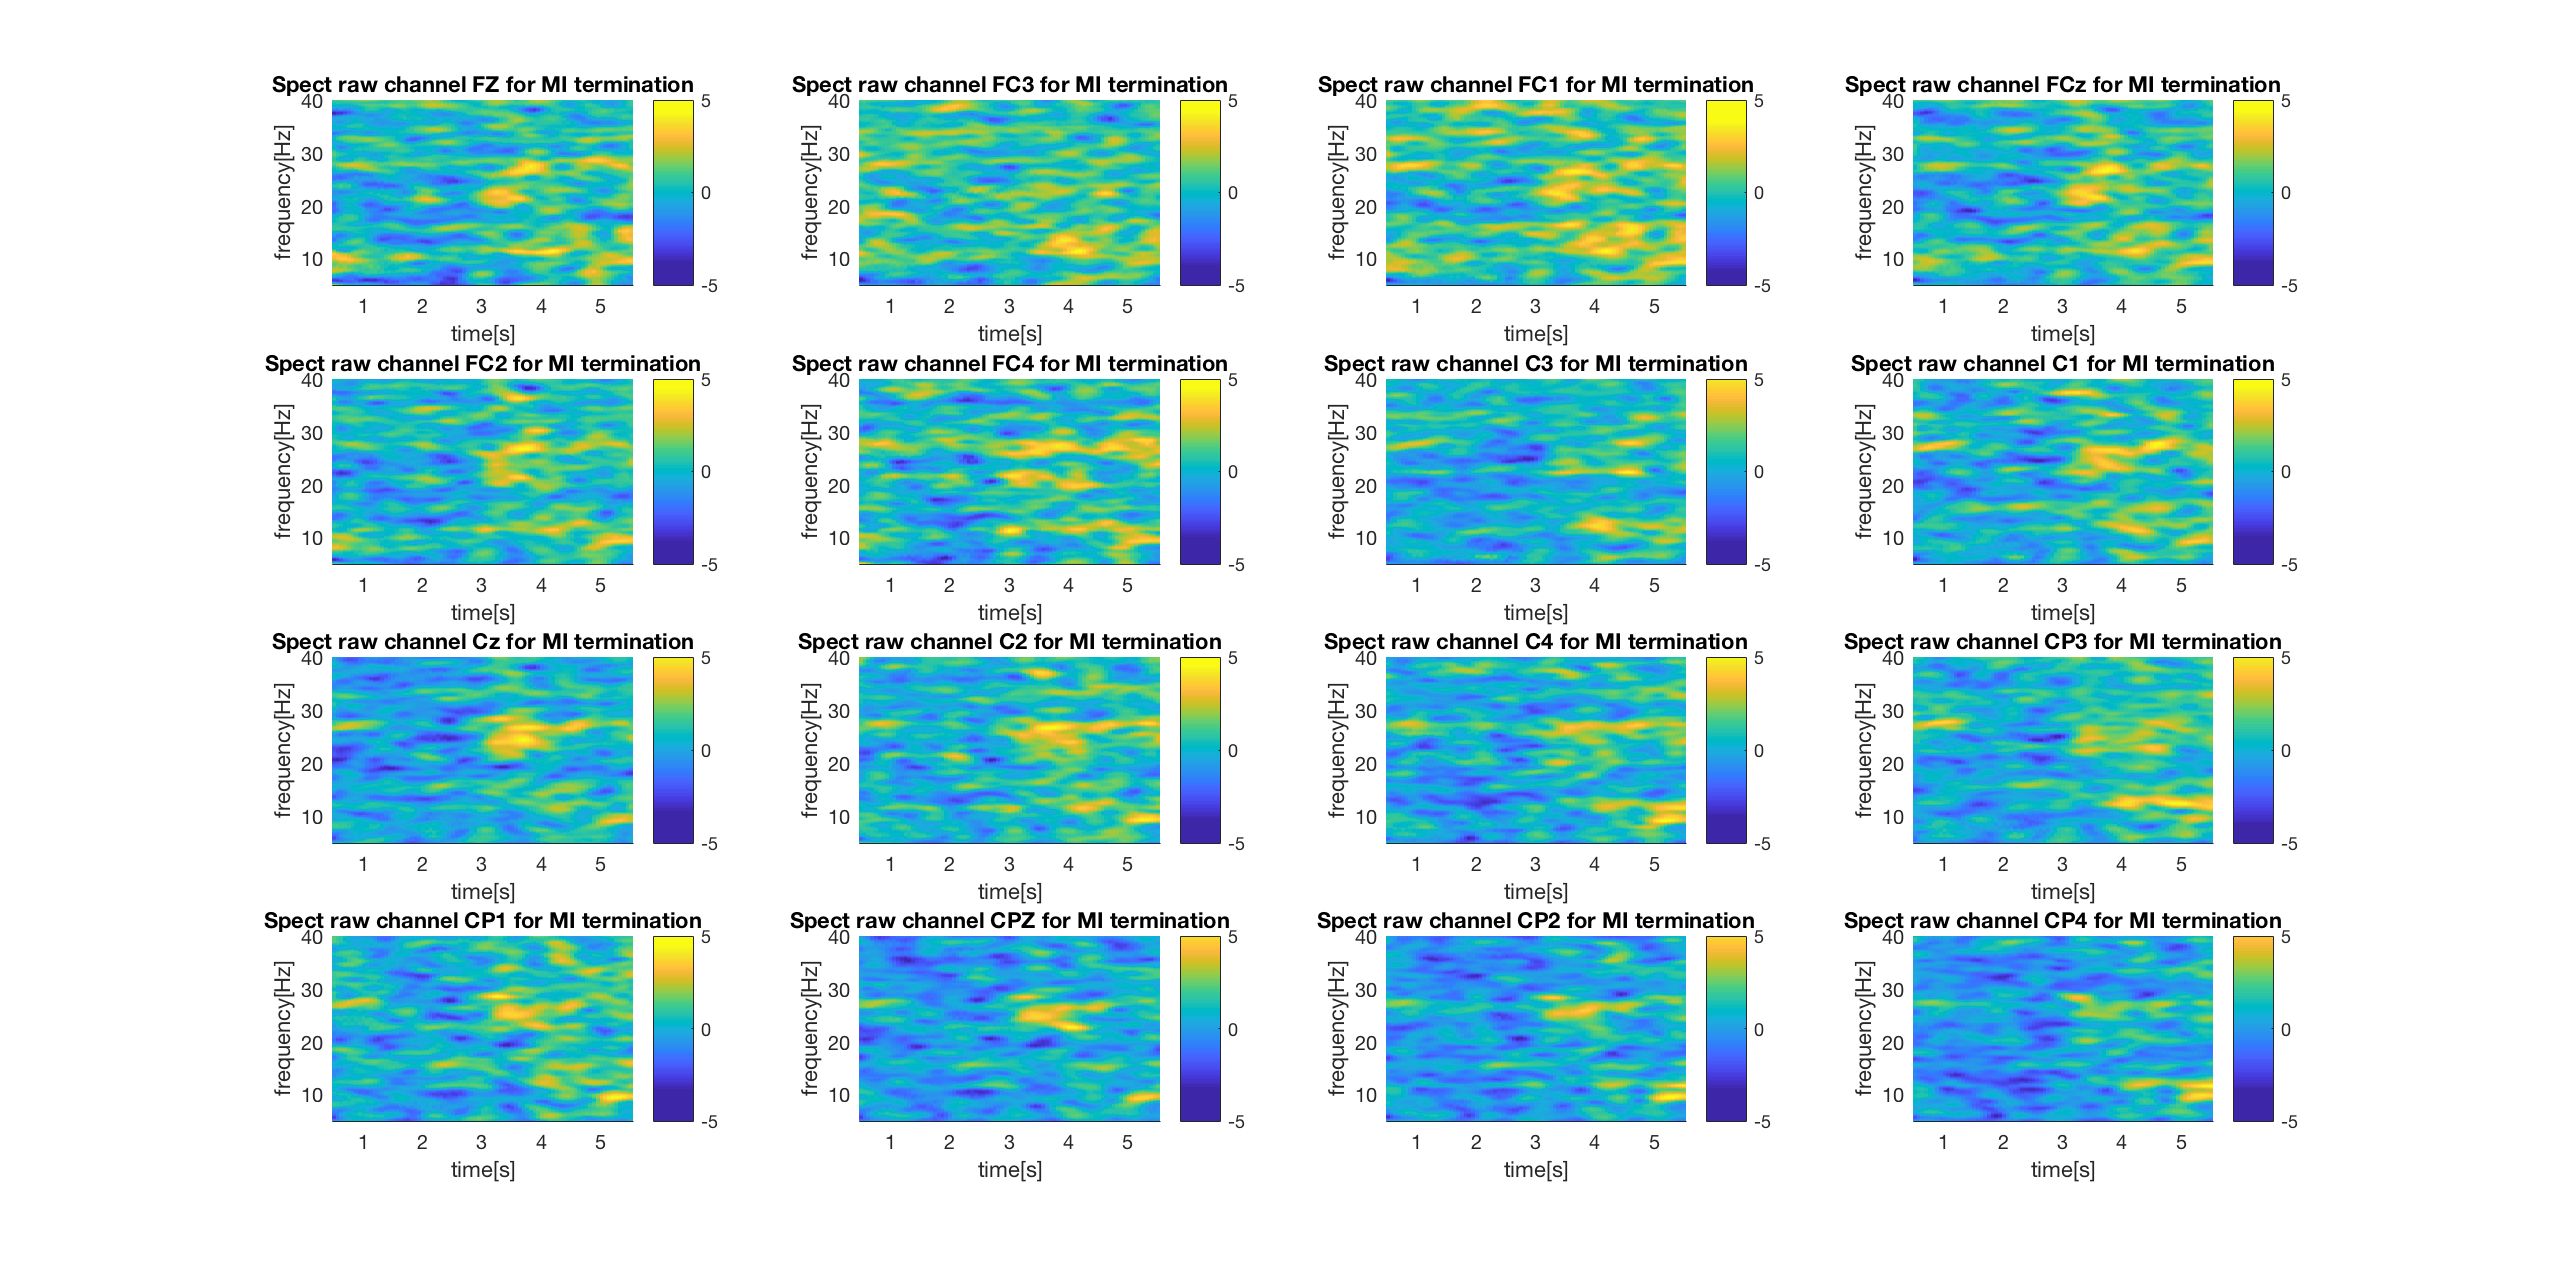 Spect raw channel FZ for MI termination
Spect raw channel FC3 for MI termination
Spect raw channel FC1 for MI termination
Spect raw channel FCz for MI termination
40 30 20 10
frequency[Hz]
1 2 3 4 5
time[s]
5 0 -5
40 30 20 10
frequency[Hz]
1 2 3 4 5
time[s]
5 0 -5
40 30 20 10
frequency[Hz]
1 2 3 4 5
time[s]
5 0 -5
40 30 20 10
frequency[Hz]
1 2 3 4 5
time[s]
5 0 -5
Spect raw channel FC2 for MI termination
Spect raw channel FC4 for MI termination
Spect raw channel C3 for MI termination
Spect raw channel C1 for MI termination
40 30 20 10
frequency[Hz]
1 2 3 4 5
time[s]
5 0 -5
40 30 20 10
frequency[Hz]
1 2 3 4 5
time[s]
5 0 -5
40 30 20 10
frequency[Hz]
1 2 3 4 5
time[s]
5 0 -5
40 30 20 10
frequency[Hz]
1 2 3 4 5
time[s]
5 0 -5
Spect raw channel Cz for MI termination
Spect raw channel C2 for MI termination
Spect raw channel C4 for MI termination
Spect raw channel CP3 for MI termination
40 30 20 10
frequency[Hz]
1 2 3 4 5
time[s]
5 0 -5
40 30 20 10
frequency[Hz]
1 2 3 4 5
time[s]
5 0 -5
40 30 20 10
frequency[Hz]
1 2 3 4 5
time[s]
5 0 -5
40 30 20 10
frequency[Hz]
1 2 3 4 5
time[s]
5 0 -5
Spect raw channel CP1 for MI termination
Spect raw channel CPZ for MI termination
Spect raw channel CP2 for MI termination
Spect raw channel CP4 for MI termination
40 30 20 10
frequency[Hz]
1 2 3 4 5
time[s]
5 0 -5
40 30 20 10
frequency[Hz]
1 2 3 4 5
time[s]
5 0 -5
40 30 20 10
frequency[Hz]
1 2 3 4 5
time[s]
5 0 -5
40 30 20 10
frequency[Hz]
1 2 3 4 5
time[s]
5 0 -5